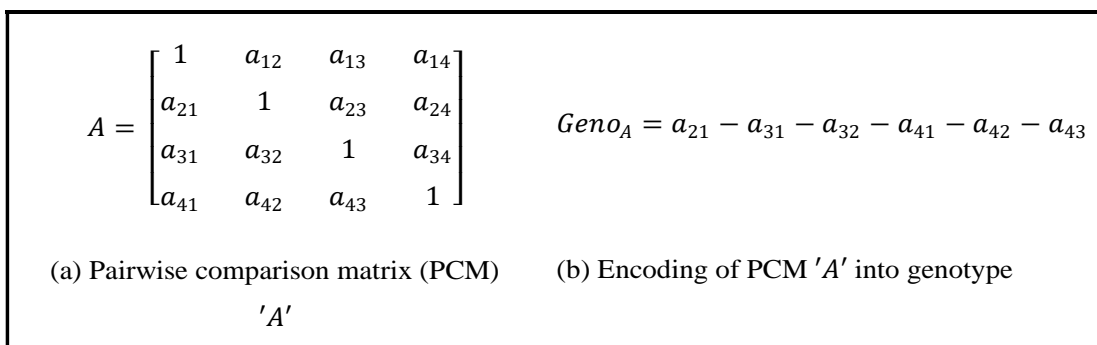 1 a₁₂ a₁₃ a₁₄
a₂₁ 1 a₂₃ a₂₄
A =
a₃₁ a₃₂ 1 a₃₄
a₄₁ a₄₂ a₄₃ 1
Geno_A = a₂₁ − a₃₁ − a₃₂ − a₄₁ − a₄₂ − a₄₃
(a) Pairwise comparison matrix (PCM)
′A′
(b) Encoding of PCM ′A′ into genotype